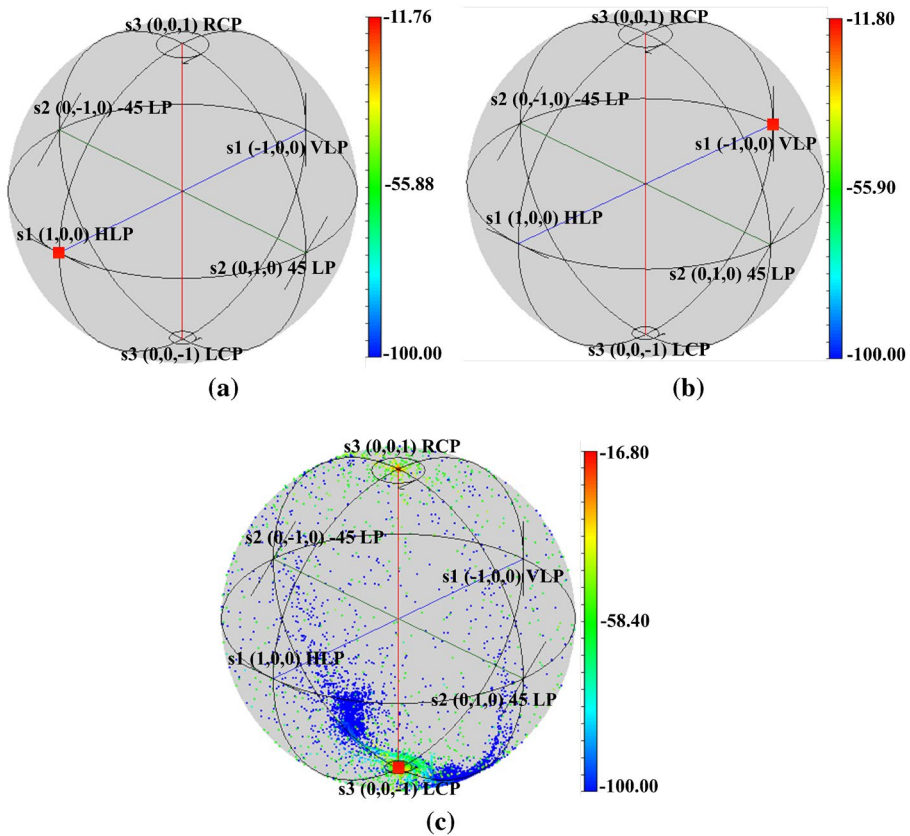 s3 (0,0,1) RCP
-11.76
s2 (0,-1,0) -45 LP
s1 (-1,0,0) VLP
-55.88
s1 (1,0,0) HLP
s2 (0,1,0) 45 LP
s3 (0,0,-1) LCP
-100.00
(a)
s3 (0,0,1) RCP
-11.80
s2 (0,-1,0) -45 LP
s1 (-1,0,0) VLP
-55.90
s1 (1,0,0) HLP
s2 (0,1,0) 45 LP
s3 (0,0,-1) LCP
-100.00
(b)
s3 (0,0,1) RCP
-16.80
s2 (0,-1,0) -45 LP
s1 (-1,0,0) VLP
-58.40
s1 (1,0,0) HLP
s2 (0,1,0) 45 LP
s3 (0,0,-1) LCP
-100.00
(c)